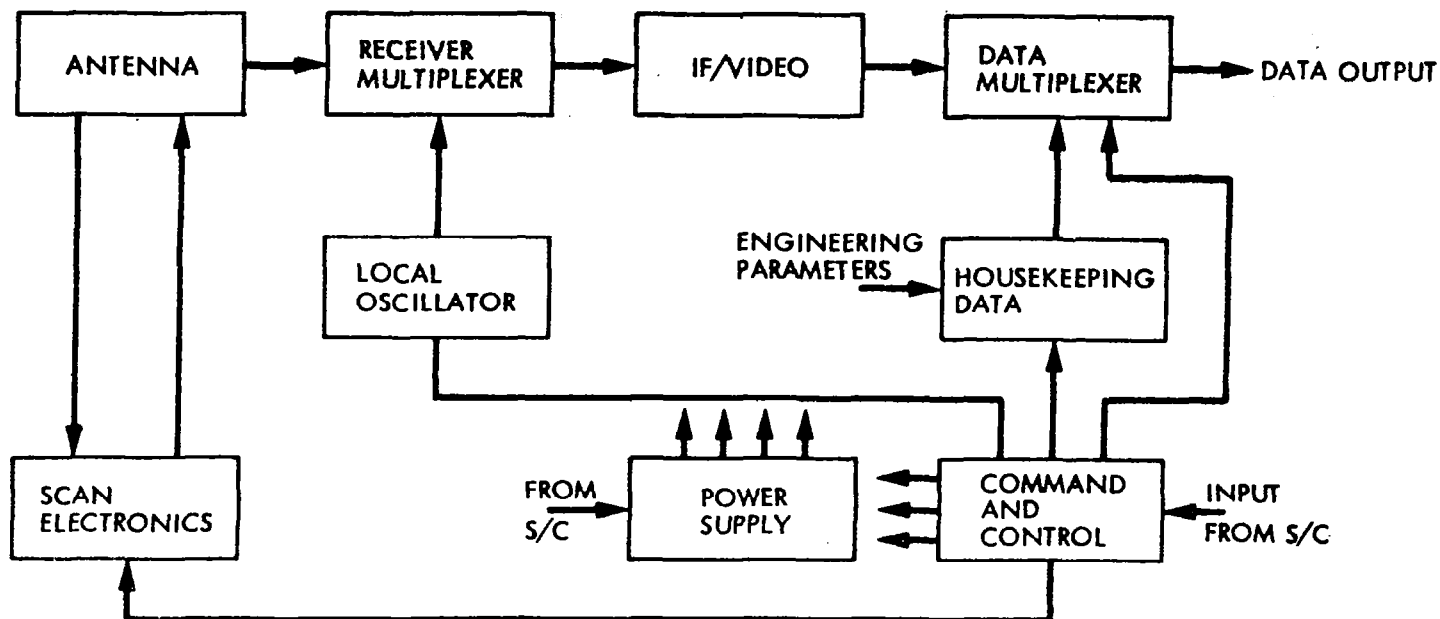 ANTENNA
RECEIVER
MULTIPLEXER
IF/VIDEO
DATA
MULTIPLEXER
DATA OUTPUT
LOCAL
OSCILLATOR
ENGINEERING
PARAMETERS
HOUSEKEEPING
DATA
SCAN
ELECTRONICS
FROM
S/C
POWER
SUPPLY
COMMAND
AND
CONTROL
INPUT
FROM S/C